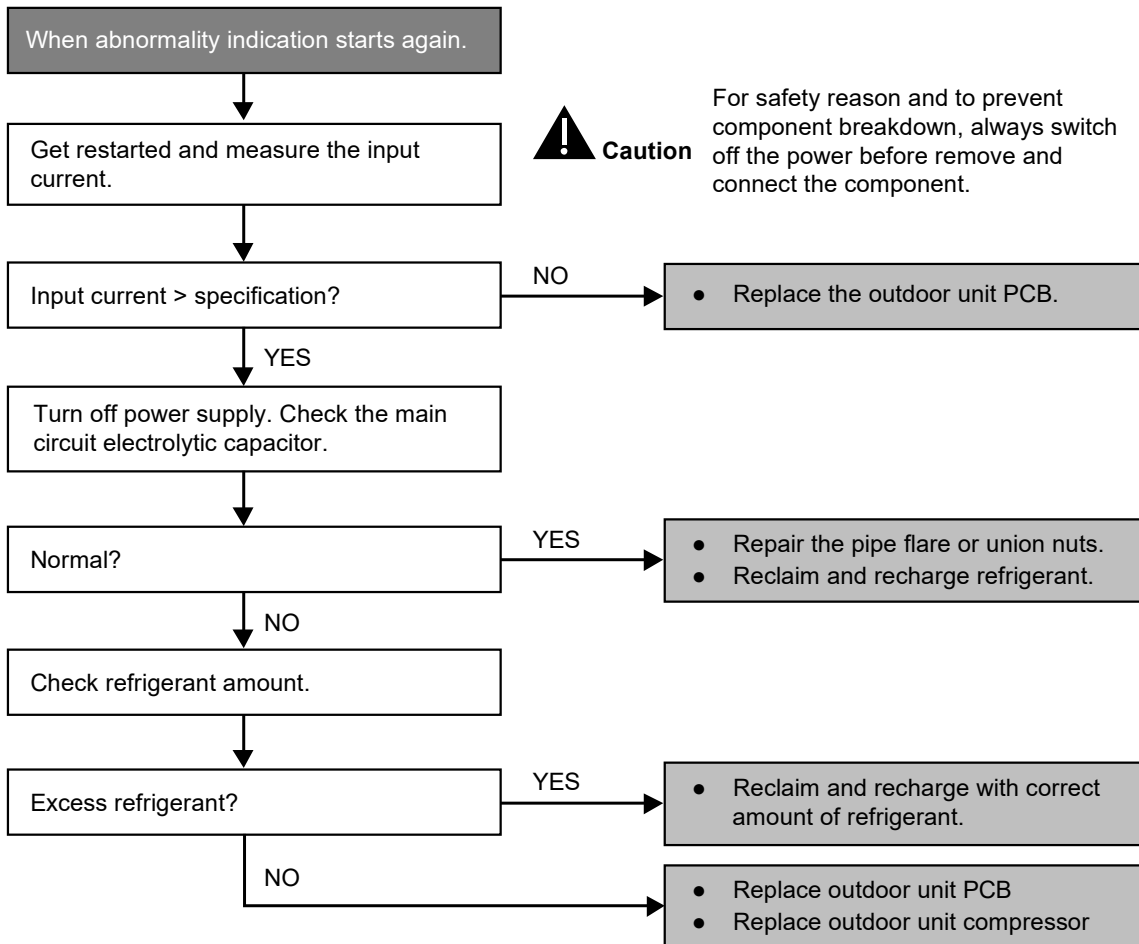 When abnormality indication starts again.
Get restarted and measure the input
current.
Caution
For safety reason and to prevent
component breakdown, always switch
off the power before remove and
connect the component.
Input current > specification?
NO
● Replace the outdoor unit PCB.
YES
Turn off power supply. Check the main
circuit electrolytic capacitor.
Normal?
YES
● Repair the pipe flare or union nuts.
● Reclaim and recharge refrigerant.
NO
Check refrigerant amount.
Excess refrigerant?
YES
● Reclaim and recharge with correct
amount of refrigerant.
NO
● Replace outdoor unit PCB
● Replace outdoor unit compressor